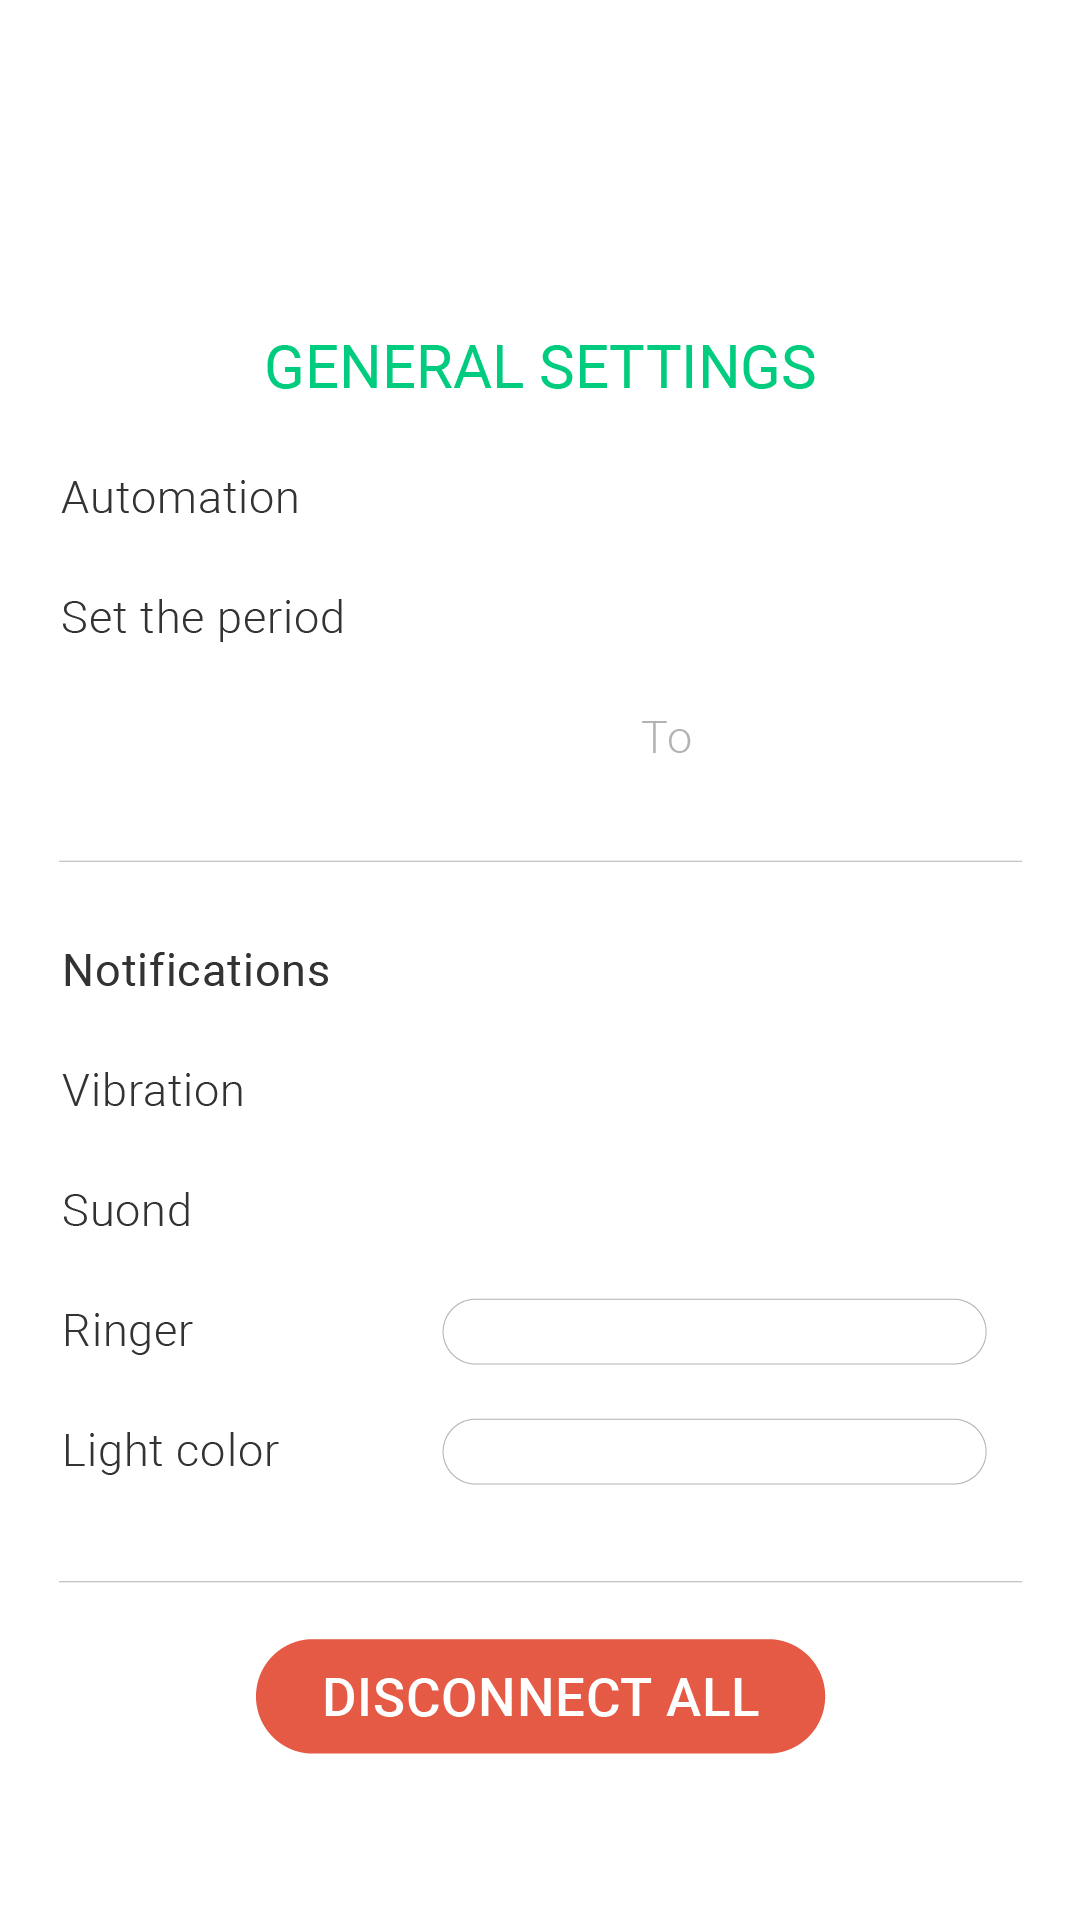 GENERAL SETTINGS
Automation
Set the period
To
Notifications
Vibration
Suond
Ringer
Light color
DISCONNECT ALL